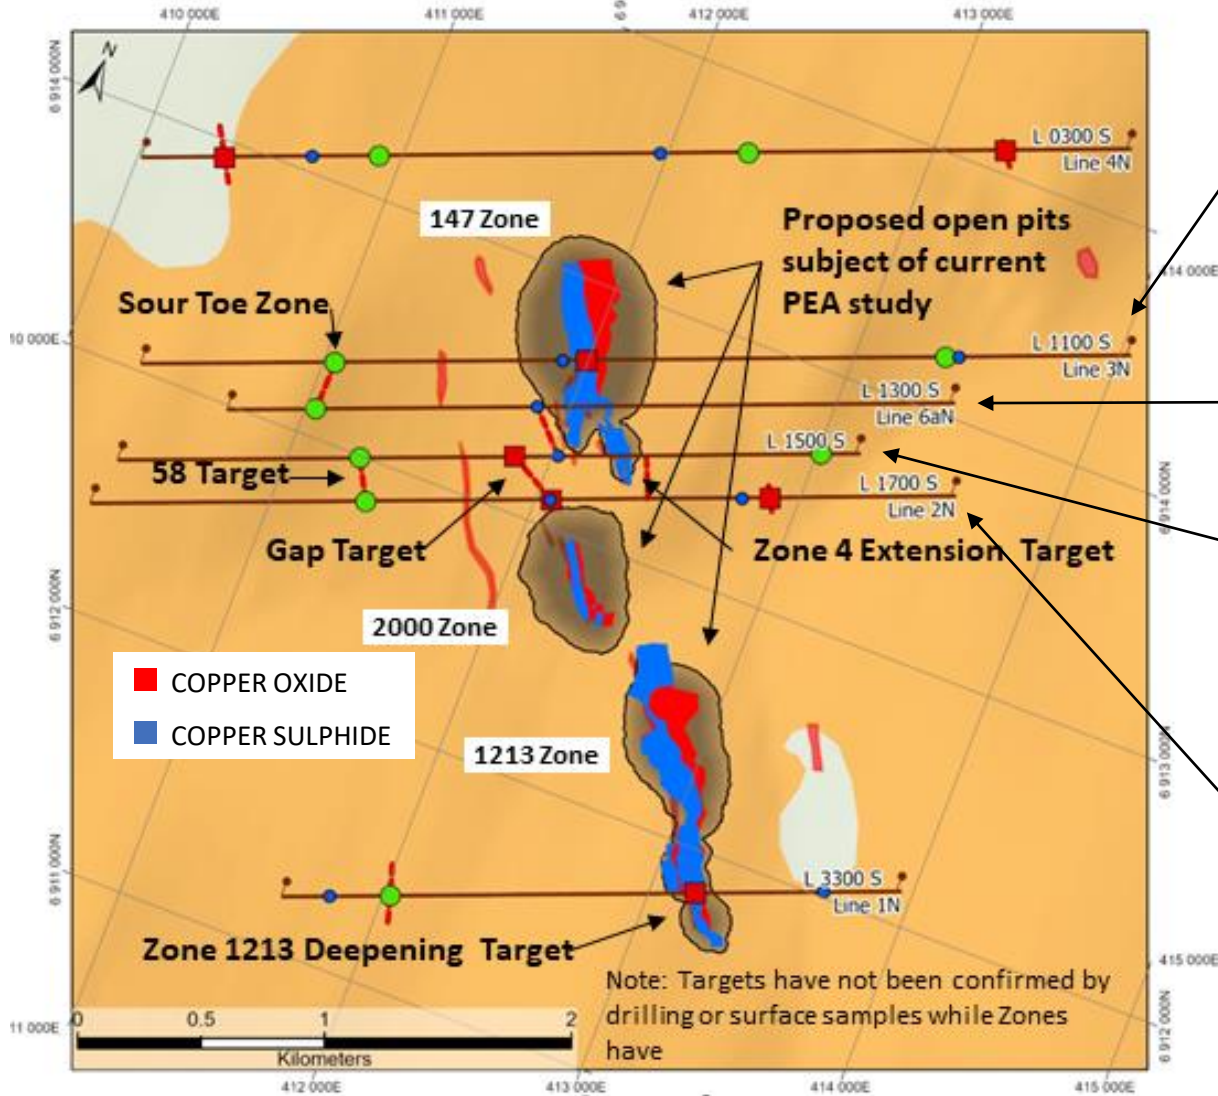 410 000E
411 000E
6 9
412 000E
413 000E
N
6 914 000N
L 0300 S
Line 4N
147 Zone
Proposed open pits
subject of current
PEA study
414 000E
Sour Toe Zone
10 000E
L 1100 S
Line 3N
L 1300 S
Line 6aN
L 1500 S
58 Target
L 1700 S
Line 2N
6 914 000N
Gap Target
Zone 4 Extension Target
6 912 000N
2000 Zone
COPPER OXIDE
COPPER SULPHIDE
1213 Zone
6 913 000N
6 911 000N
L 3300 S
Line 1N
Zone 1213 Deepening Target
415 000E
Note: Targets have not been confirmed by
drilling or surface samples while Zones
have
0
0.5
1
2
Kilometers
11 000E
6 912 000N
412 000E
413 000E
414 000E
415 000E